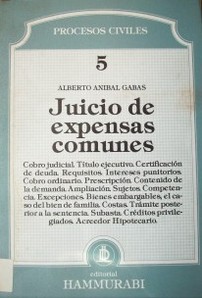 PROCESOS CIVILES
5
ALBERTO ANIBAL GABAS
Juicio de
expensas
comunes
Cobro judicial. Título ejecutivo. Certificación
de deuda. Requisitos. Intereses punitorios.
Cobro ordinario. Prescripción. Contenido de
la demanda. Ampliación. Sujetos. Competen-
cia. Excepciones. Bienes embargables, el ca-
so del bien de familia. Costas. Trámite poste-
rior a la sentencia. Subasta. Créditos privile-
giados. Acreedor Hipotecario.
editorial
HAMMURABI